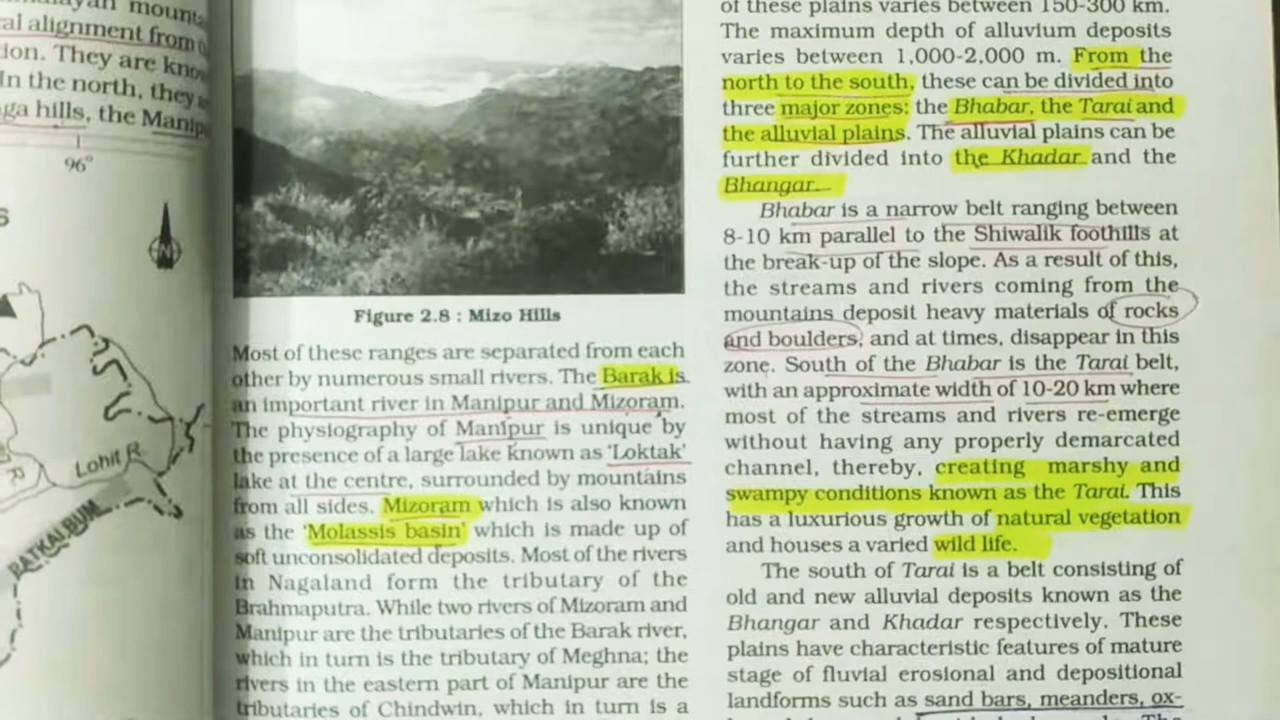 mounta
al alignment from
ion. They are know
In the north, they
ga hills, the Manip
96°
S
Lohit R.
PATKAI BUM
Figure 2.8 : Mizo Hills
Most of these ranges are separated from each
other by numerous small rivers. The Barak is
an important river in Manipur and Mizoram.
The physiography of Manipur is unique by
the presence of a large lake known as ‘Loktak’
lake at the centre, surrounded by mountains
from all sides. Mizoram which is also known
as the ‘Molassis basin’ which is made up of
soft unconsolidated deposits. Most of the rivers
in Nagaland form the tributary of the
Brahmaputra. While two rivers of Mizoram and
Manipur are the tributaries of the Barak river,
which in turn is the tributary of Meghna; the
rivers in the eastern part of Manipur are the
tributaries of Chindwin, which in turn is a
of these plains varies between 150-300 km.
The maximum depth of alluvium deposits
varies between 1,000-2,000 m. From the
north to the south, these can be divided into
three major zones: the Bhabar, the Tarai and
the alluvial plains. The alluvial plains can be
further divided into the Khadar and the
Bhangar.
Bhabar is a narrow belt ranging between
8-10 km parallel to the Shiwalik foothills at
the break-up of the slope. As a result of this,
the streams and rivers coming from the
mountains deposit heavy materials of rocks
and boulders, and at times, disappear in this
zone. South of the Bhabar is the Tarai belt,
with an approximate width of 10-20 km where
most of the streams and rivers re-emerge
without having any properly demarcated
channel, thereby, creating marshy and
swampy conditions known as the Tarai. This
has a luxurious growth of natural vegetation
and houses a varied wild life.
The south of Tarai is a belt consisting of
old and new alluvial deposits known as the
Bhangar and Khadar respectively. These
plains have characteristic features of mature
stage of fluvial erosional and depositional
landforms such as sand bars, meanders, ox-